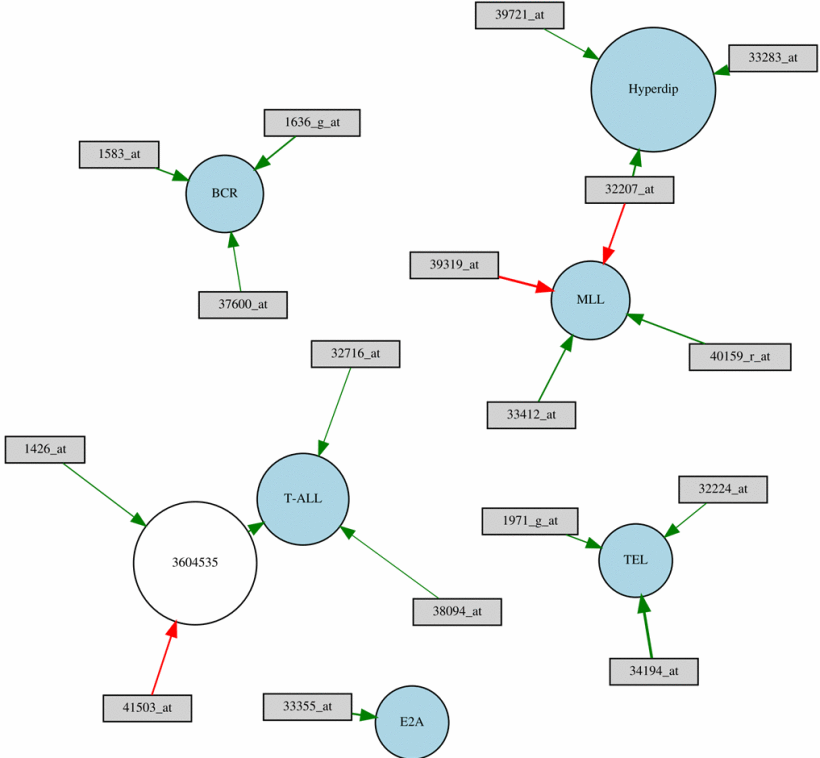 39721_at
33283_at
Hyperdip
1636_g_at
1583_at
BCR
32207_at
39319_at
MLL
37600_at
40159_r_at
32716_at
33412_at
1426_at
T-ALL
32224_at
1971_g_at
3604535
TEL
38094_at
34194_at
41503_at
33355_at
E2A